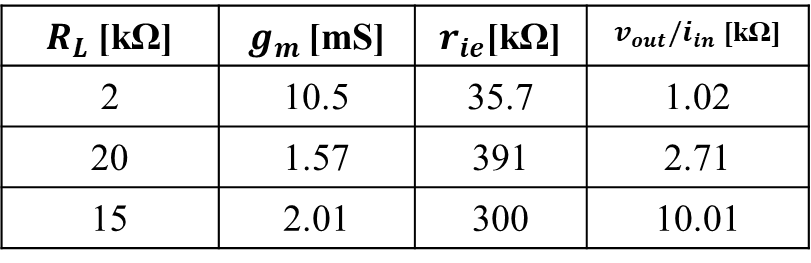 R_L [kΩ] g_m [mS] r_ie[kΩ] v_out/i_in [kΩ]
2 10.5 35.7 1.02
20 1.57 391 2.71
15 2.01 300 10.01